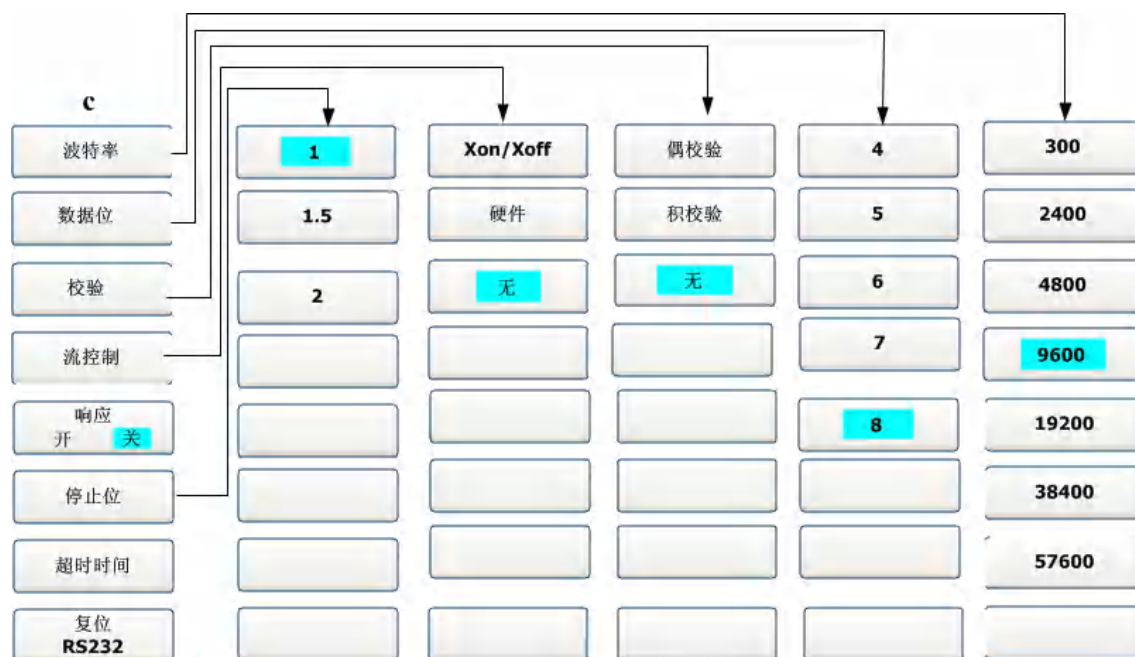 c
波特率
数据位
校验
流控制
响应
开 关
停止位
超时时间
复位
RS232
1
1.5
2
Xon/Xoff
硬件
无
偶校验
积校验
无
4
5
6
7
8
300
2400
4800
9600
19200
38400
57600